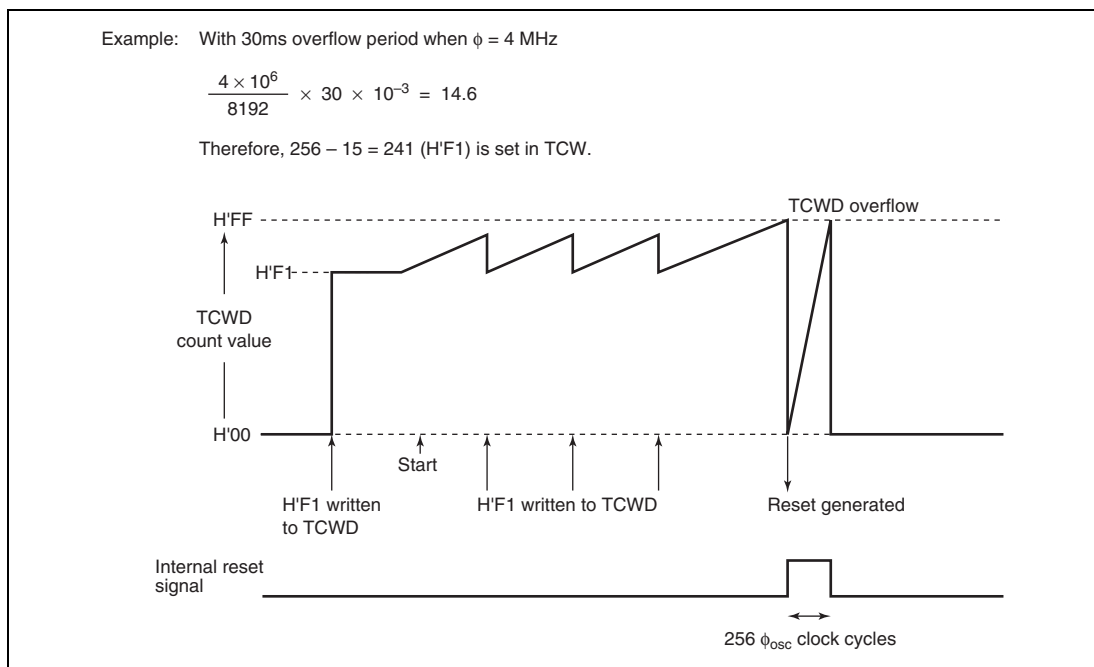 Example: With 30ms overflow period when φ = 4 MHz
4 × 10⁶
8192
× 30 × 10⁻³ = 14.6
Therefore, 256 – 15 = 241 (H'F1) is set in TCW.
TCWD overflow
H'FF
H'F1
TCWD
count value
H'00
Start
H'F1 written
to TCWD
H'F1 written to TCWD
Reset generated
Internal reset
signal
256 φosc clock cycles